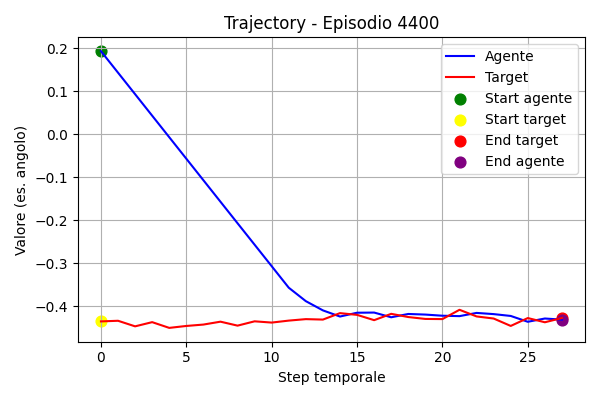 Trajectory - Episodio 4400
Valore (es. angolo)
0.2
0.1
0.0
−0.1
−0.2
−0.3
−0.4
0
5
10
15
20
25
Step temporale
Agente
Target
Start agente
Start target
End target
End agente